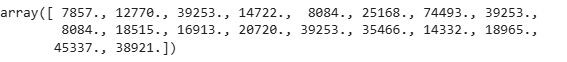 array([ 7857., 12770., 39253., 14722.,  8084., 25168., 74493., 39253.,
        8084., 18515., 16913., 20720., 39253., 35466., 14332., 18965.,
       45337., 38921.])